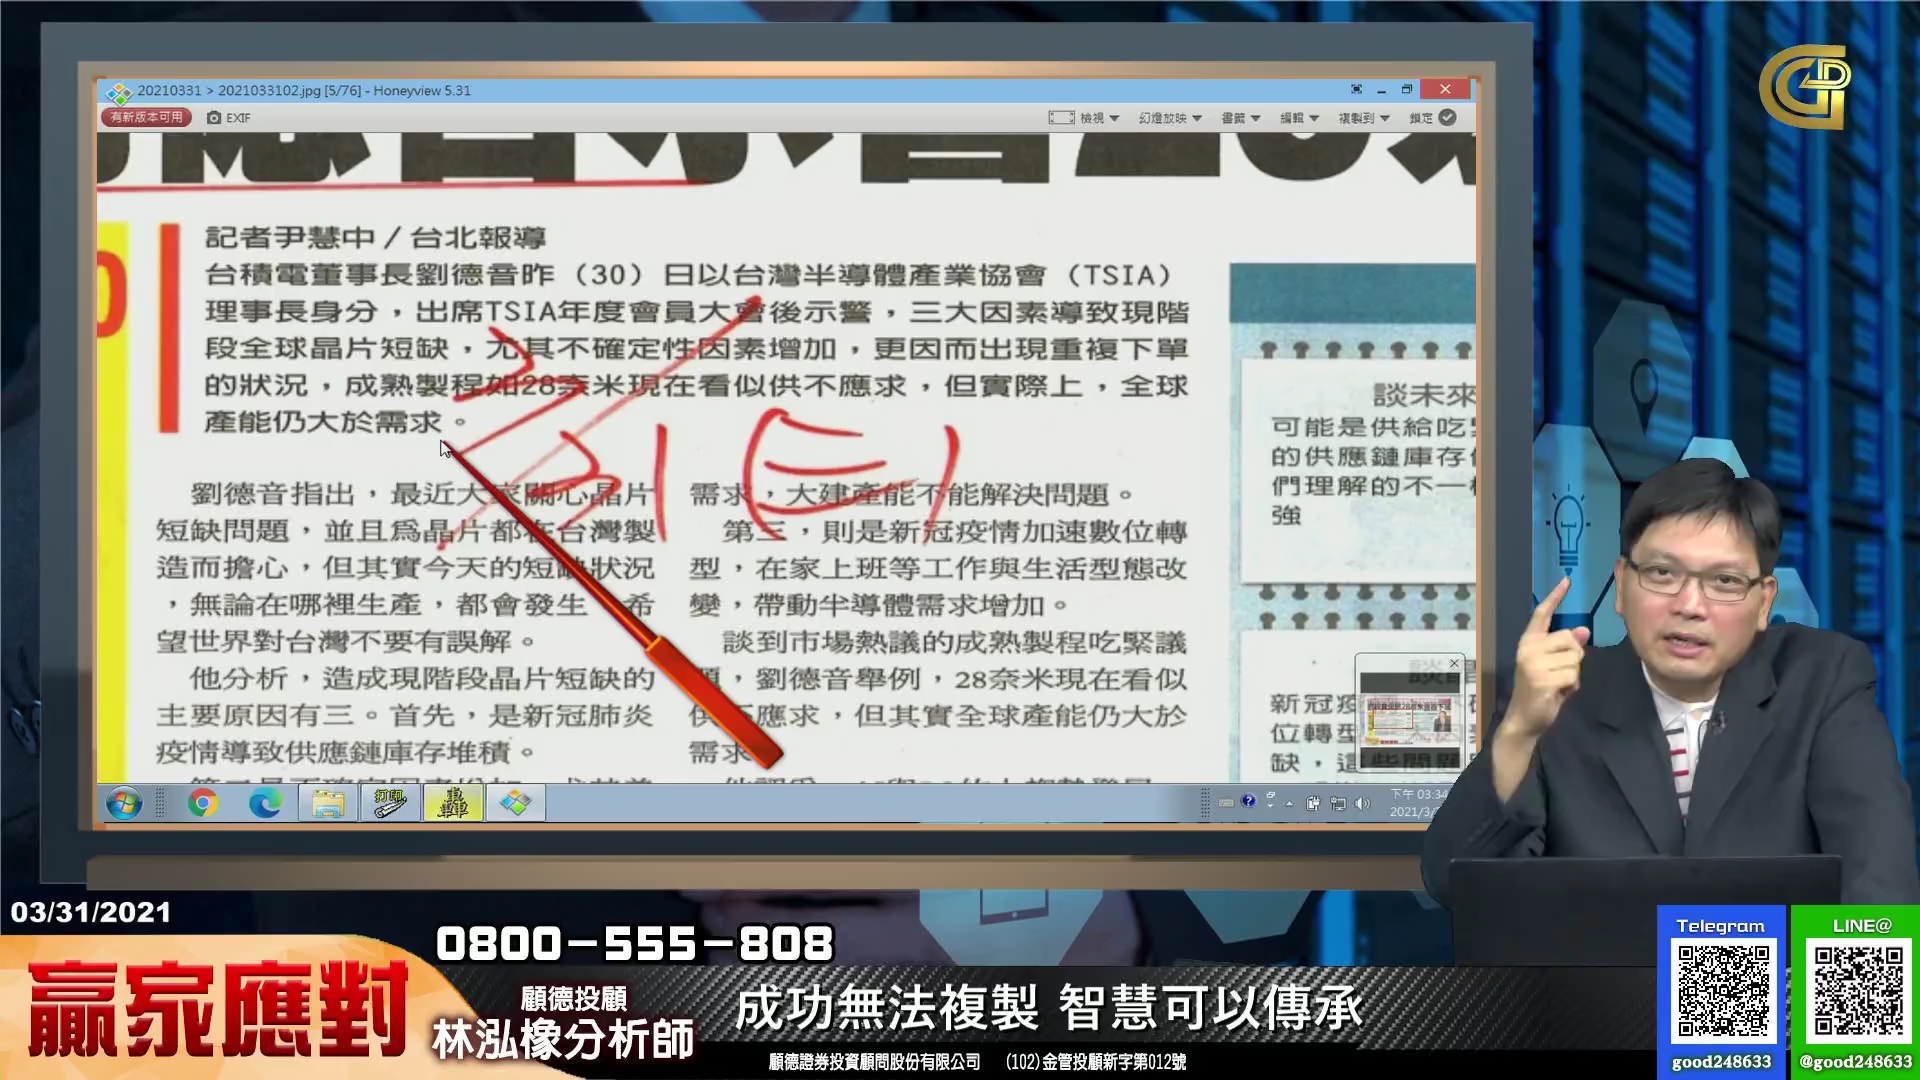 20210331 > 2021033102.jpg [5/76] - Honeyview 5.31
有新版本可用
EXIF
檢視
幻燈放映
書籤
編輯
複製到
鎖定
記者尹慧中／台北報導
台積電董事長劉德音昨（30）日以台灣半導體產業協會（TSIA）
理事長身分，出席TSIA年度會員大會後示警，三大因素導致現階
段全球晶片短缺，尤其不確定性因素增加，更因而出現重複下單
的狀況，成熟製程如28奈米現在看似供不應求，但實際上，全球
產能仍大於需求。
劉德音指出，最近大家關心晶片
短缺問題，並且為晶片都在台灣製
造而擔心，但其實今天的短缺狀況
，無論在哪裡生產，都會發生　希
望世界對台灣不要有誤解。
他分析，造成現階段晶片短缺的
主要原因有三。首先，是新冠肺炎
疫情導致供應鏈庫存堆積。
需求，大建產能不能解決問題。
第三，則是新冠疫情加速數位轉
型，在家上班等工作與生活型態改
變，帶動半導體需求增加。
談到市場熱議的成熟製程吃緊議
題，劉德音舉例，28奈米現在看似
供不應求，但其實全球產能仍大於
需求
談未來
可能是供給吃
的供應鏈庫存
們理解的不一
強
新冠疫
位轉型
缺，這些問題
31 (三)
打印
下午 03:34
2021/3/
03/31/2021
0800-555-808
贏家應對
顧德投顧
林泓橡分析師
成功無法複製 智慧可以傳承
顧德證券投資顧問股份有限公司 (102)金管投顧新字第012號
Telegram
good248633
LINE@
@good248633